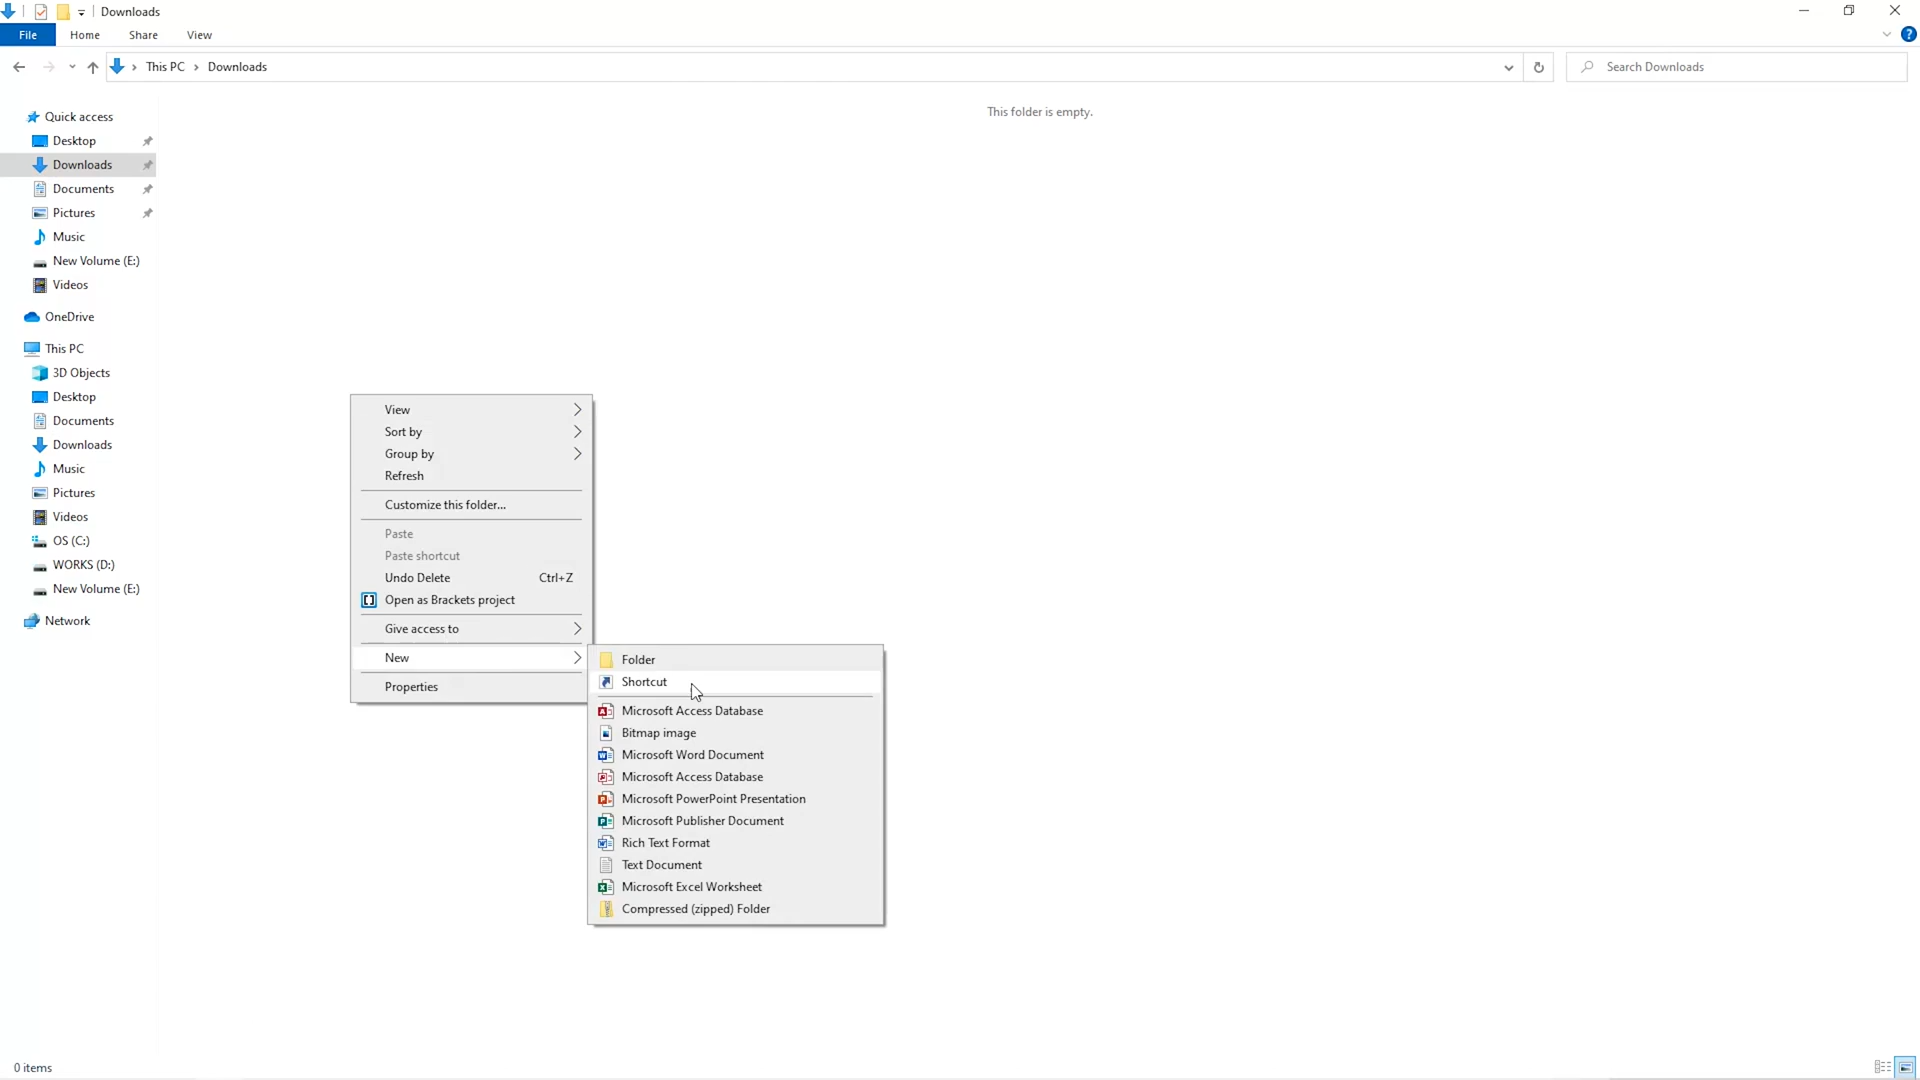 Downloads
File Home Share View
This PC Downloads
Search Downloads
This folder is empty.
Quick access
Desktop
Downloads
Documents
Pictures
Music
New Volume (E:)
Videos
OneDrive
This PC
3D Objects
Desktop
Documents
Downloads
Music
Pictures
Videos
OS (C:)
WORKS (D:)
New Volume (E:)
Network
View
Sort by
Group by
Refresh
Customize this folder...
Paste
Paste shortcut
Undo Delete Ctrl+Z
Open as Brackets project
Give access to
New
Properties
Folder
Shortcut
Microsoft Access Database
Bitmap image
Microsoft Word Document
Microsoft Access Database
Microsoft PowerPoint Presentation
Microsoft Publisher Document
Rich Text Format
Text Document
Microsoft Excel Worksheet
Compressed (zipped) Folder
0 items